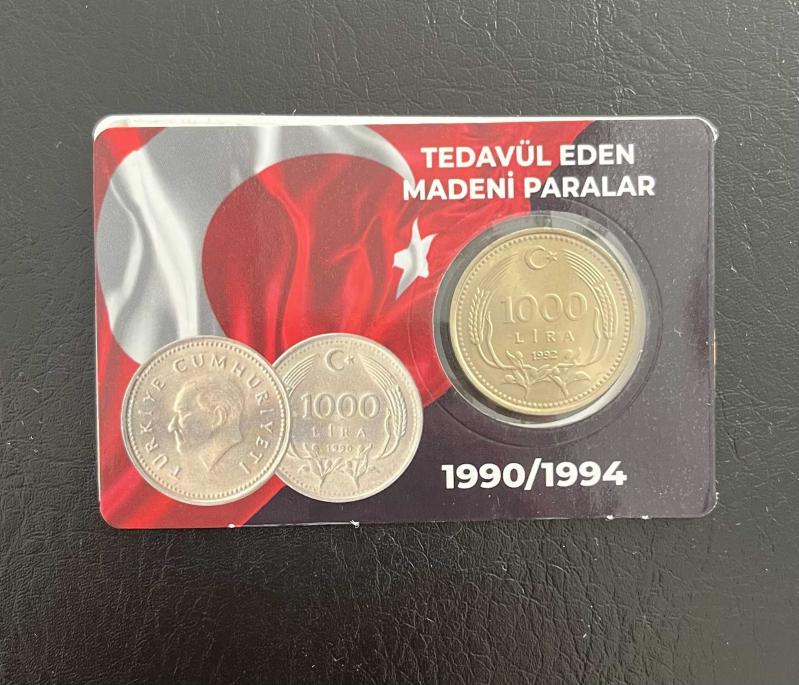 TEDAVÜL EDEN
MADENİ PARALAR
1000
LİRA
1992
TÜRKİYE CUMHURİYETİ
1000
LİRA
1990
1990/1994